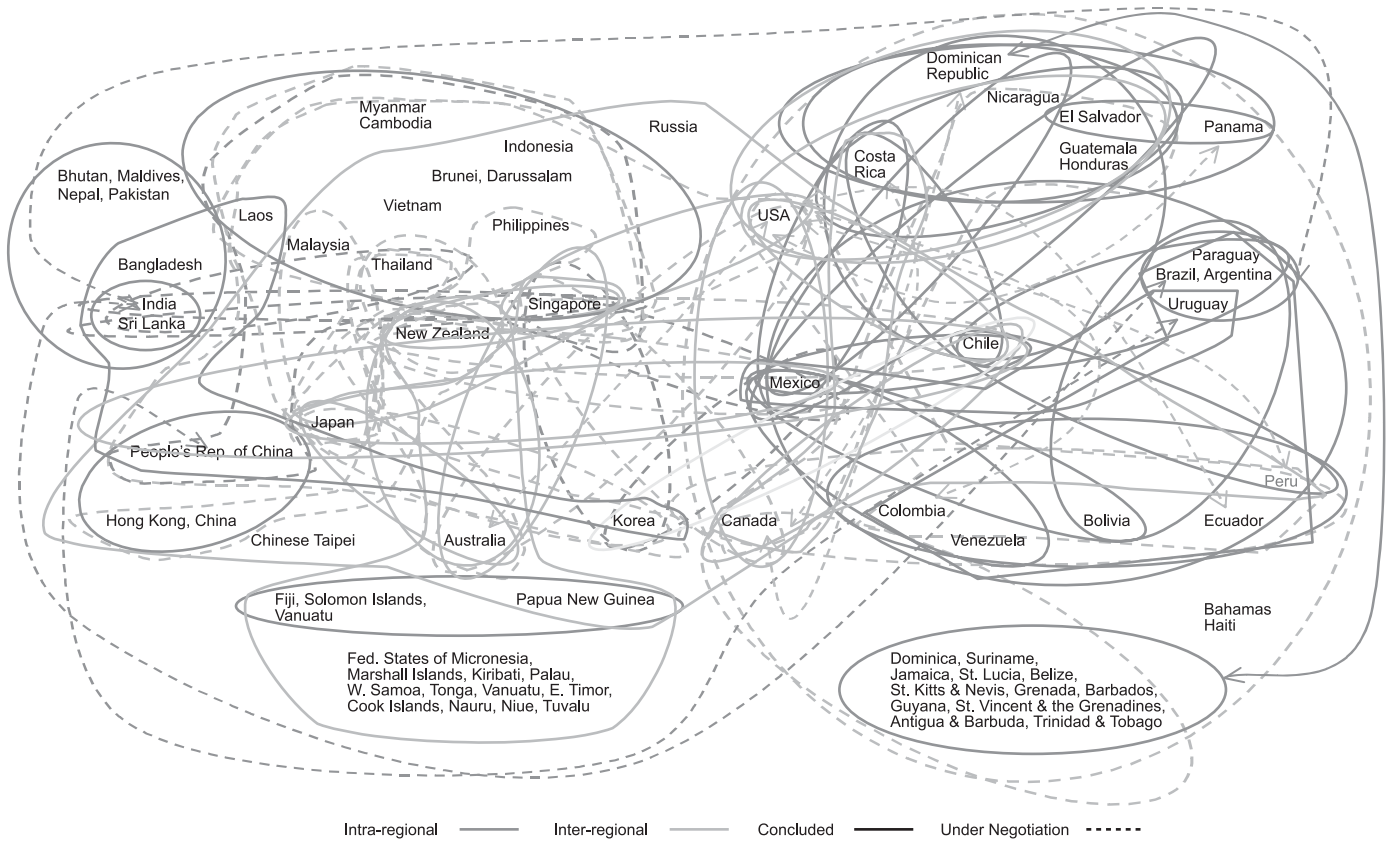 Dominican
Republic
Nicaragua
Myanmar
Cambodia
Russia
El Salvador
Panama
Indonesia
Guatemala
Honduras
Costa
Rica
Bhutan, Maldives,
Nepal, Pakistan
Brunei, Darussalam
Vietnam
Laos
USA
Philippines
Malaysia
Paraguay
Brazil, Argentina
Bangladesh
Thailand
India
Singapore
Uruguay
Sri Lanka
New Zealand
Chile
Mexico
Japan
People's Rep. of China
Peru
Hong Kong, China
Korea
Canada
Colombia
Bolivia
Ecuador
Chinese Taipei
Australia
Venezuela
Fiji, Solomon Islands,
Vanuatu
Papua New Guinea
Bahamas
Haiti
Fed. States of Micronesia,
Marshall Islands, Kiribati, Palau,
W. Samoa, Tonga, Vanuatu, E. Timor,
Cook Islands, Nauru, Niue, Tuvalu
Dominica, Suriname,
Jamaica, St. Lucia, Belize,
St. Kitts & Nevis, Grenada, Barbados,
Guyana, St. Vincent & the Grenadines,
Antigua & Barbuda, Trinidad & Tobago
Intra-regional
Inter-regional
Concluded
Under Negotiation